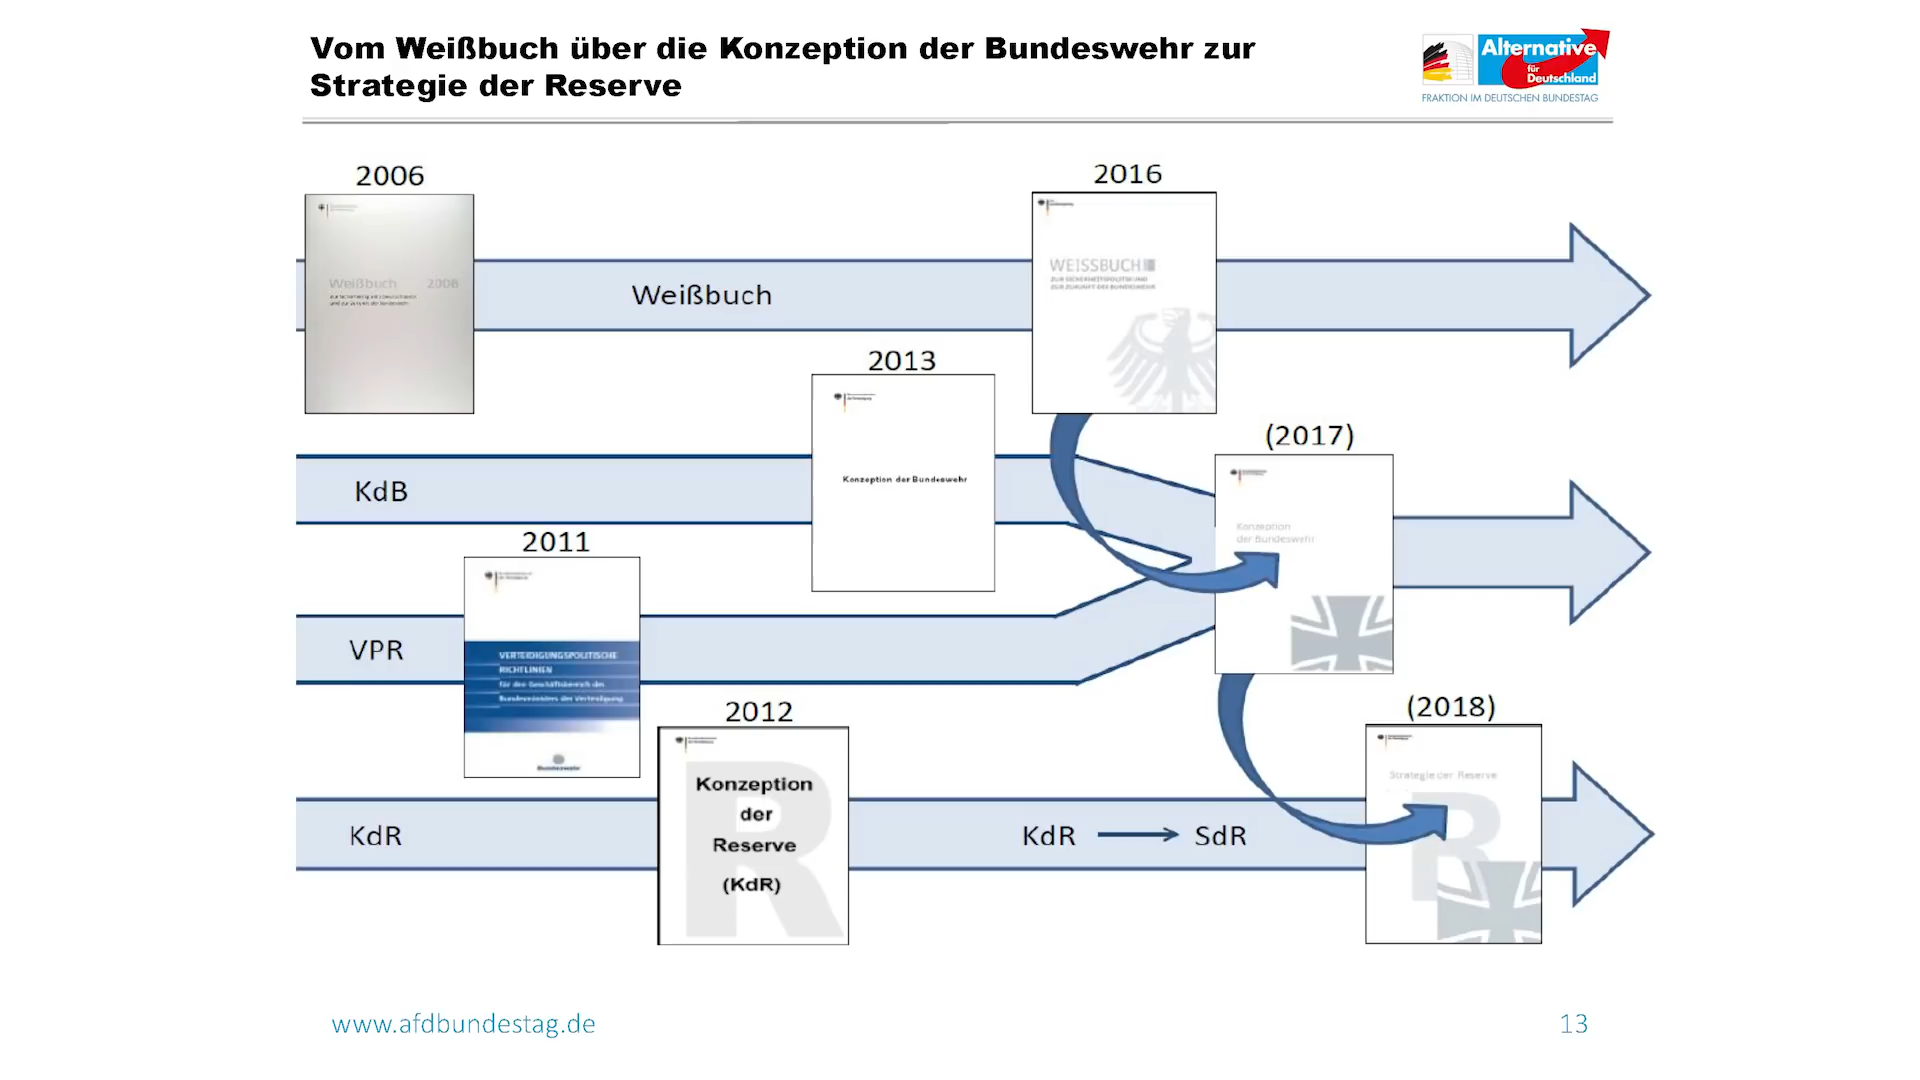 Vom Weißbuch über die Konzeption der Bundeswehr zur
Strategie der Reserve
Alternative
für
Deutschland
FRAKTION IM DEUTSCHEN BUNDESTAG
2006
2016
Weißbuch 2006
WEISSBUCH
ZUR SICHERHEITSPOLITIK UND
ZUR ZUKUNFT DER BUNDESWEHR
Weißbuch
2013
Konzeption der Bundeswehr
(2017)
Konzeption
der Bundeswehr
KdB
2011
VERTEIDIGUNGSPOLITISCHE
RICHTLINIEN
für den Geschäftsbereich des
Bundesministers der Verteidigung
Bundeswehr
VPR
2012
Konzeption
der
Reserve
(KdR)
(2018)
Strategie der Reserve
KdR
KdR
SdR
www.afdbundestag.de
13